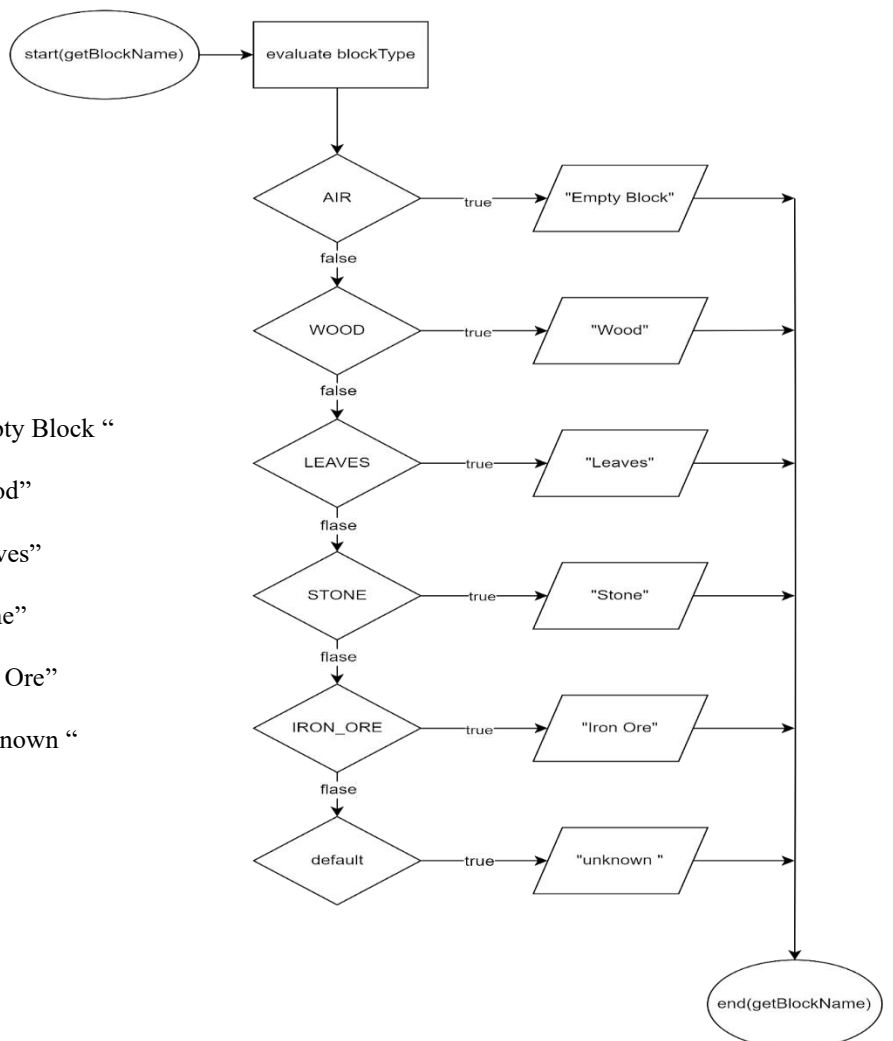 start(getBlockName)
evaluate blockType
AIR
true
"Empty Block"
false
WOOD
true
"Wood"
false
pty Block “
LEAVES
true
"Leaves"
od”
flase
ves”
STONE
true
"Stone"
ne”
flase
Ore”
IRON_ORE
true
"Iron Ore"
nown “
flase
default
true
"unknown "
end(getBlockName)